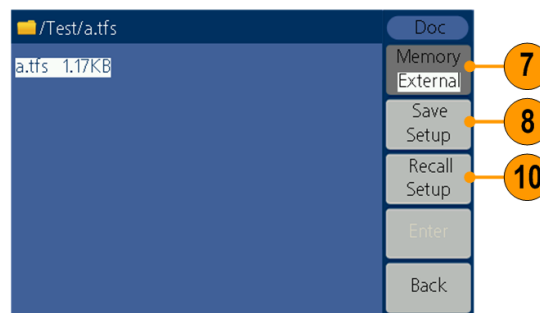 /Test/a.tfs
Doc
a.tfs 1.17KB
Memory
External
7
Save
Setup
8
Recall
Setup
10
Enter
Back